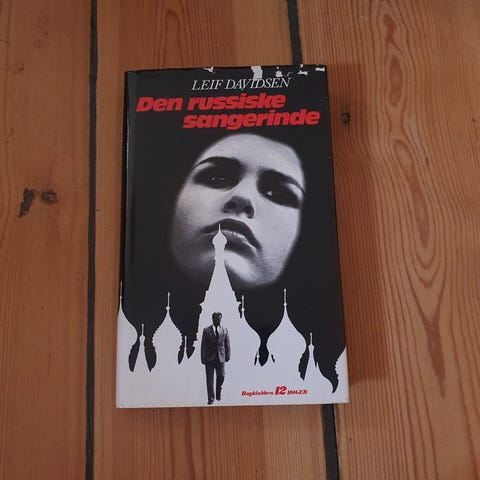 LEIF DAVIDSEN
Den russiske
sangerinde
Bogklubben 12 BØGER